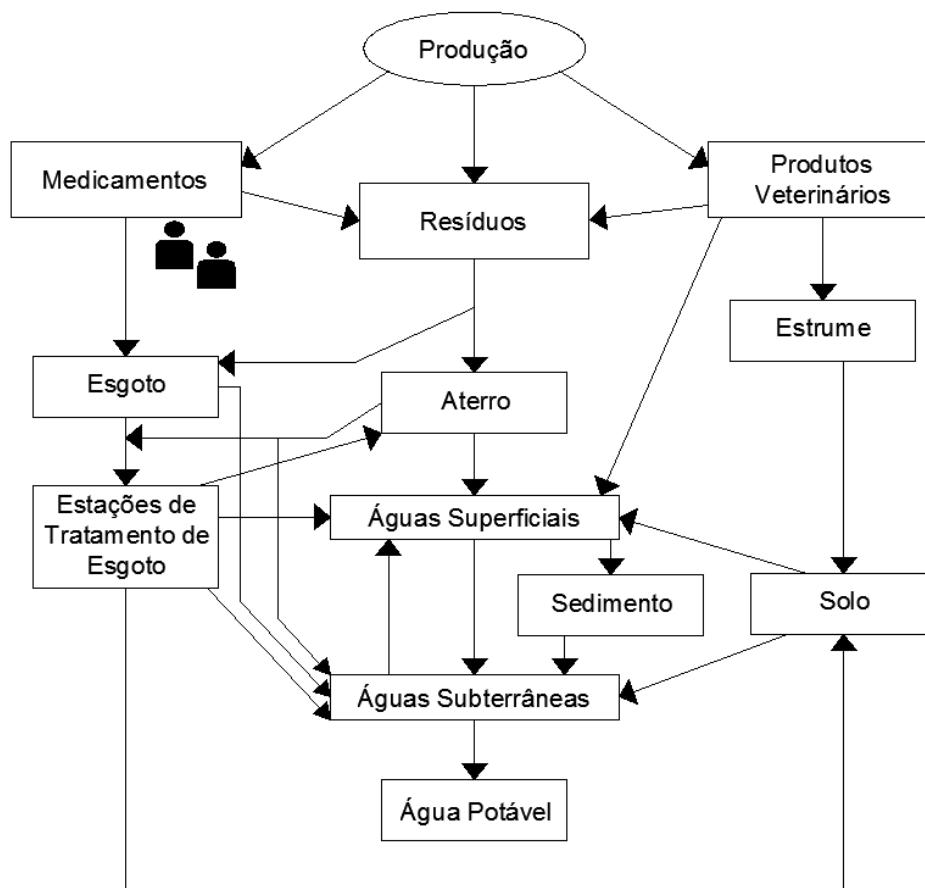 Produção
Medicamentos
Resíduos
Produtos
Veterinários
Estrume
Esgoto
Aterro
Estações de
Tratamento de
Esgoto
Águas Superficiais
Sedimento
Solo
Águas Subterrâneas
Água Potável